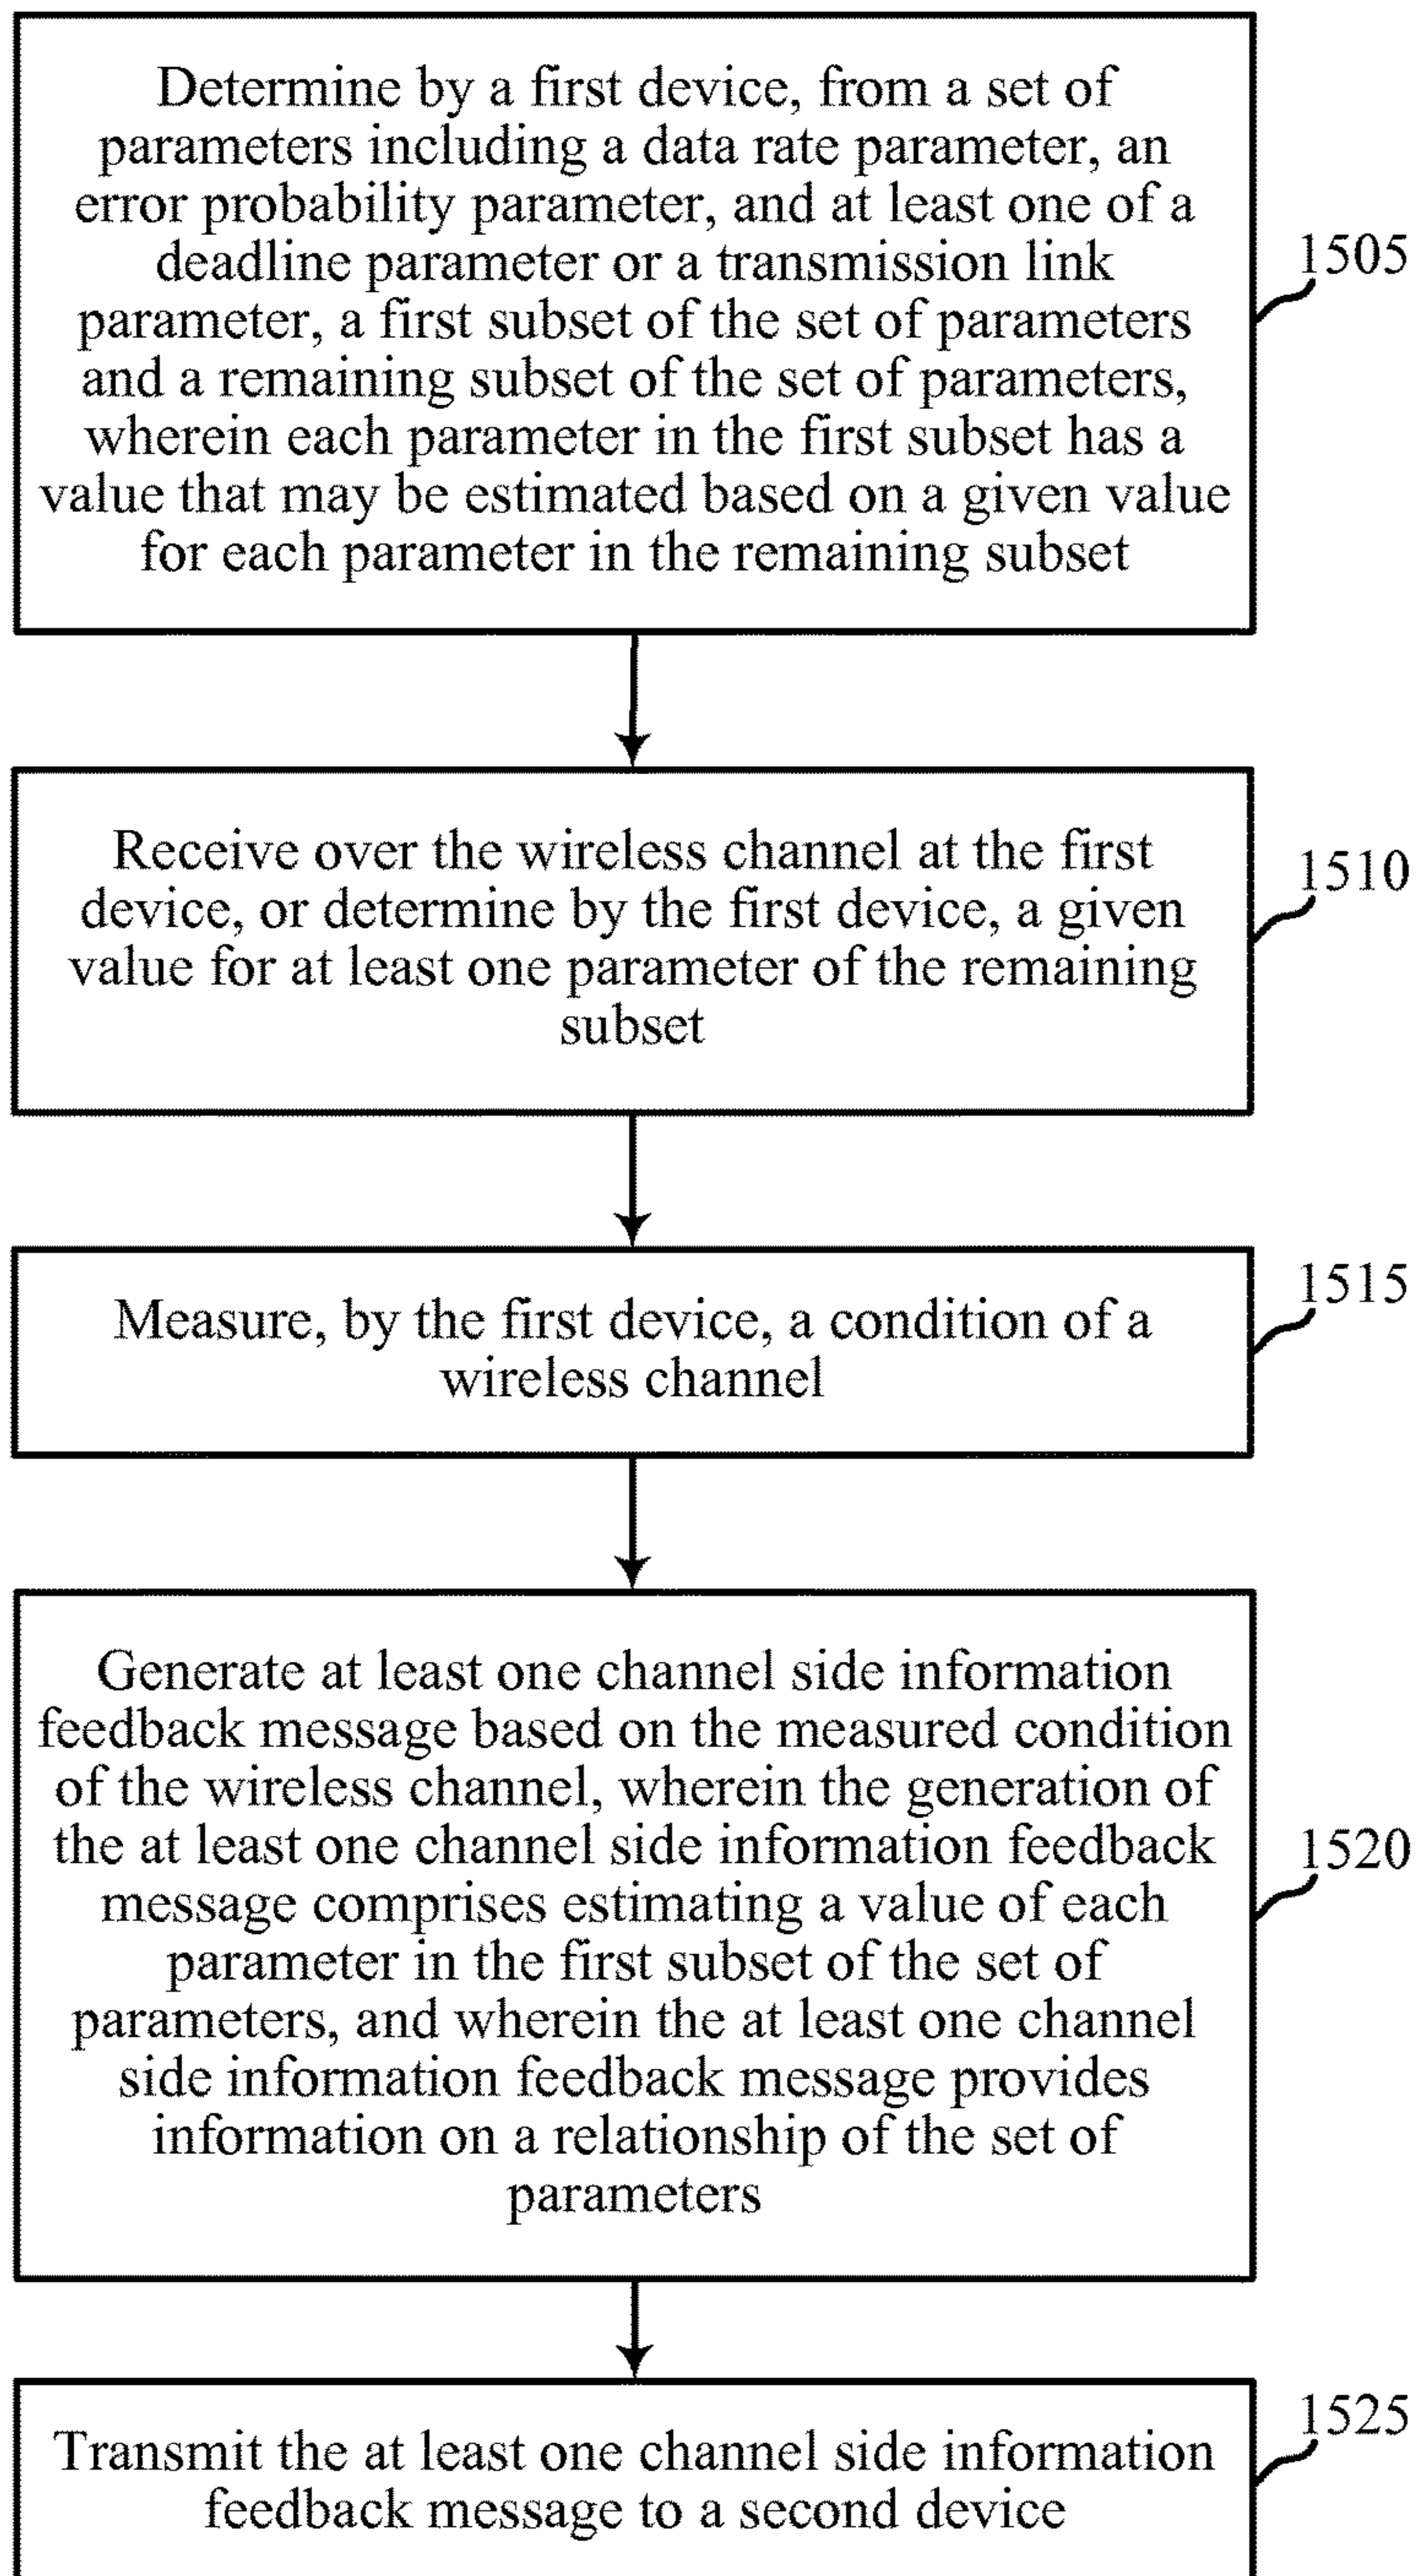 Determine by a first device, from a set of
parameters including a data rate parameter, an
error probability parameter, and at least one of a
deadline parameter or a transmission link
parameter, a first subset of the set of parameters
and a remaining subset of the set of parameters,
wherein each parameter in the first subset has a
value that may be estimated based on a given value
for each parameter in the remaining subset
1505
Receive over the wireless channel at the first
device, or determine by the first device, a given
value for at least one parameter of the remaining
subset
1510
Measure, by the first device, a condition of a
wireless channel
1515
Generate at least one channel side information
feedback message based on the measured condition
of the wireless channel, wherein the generation of
the at least one channel side information feedback
message comprises estimating a value of each
parameter in the first subset of the set of
parameters, and wherein the at least one channel
side information feedback message provides
information on a relationship of the set of
parameters
1520
Transmit the at least one channel side information
feedback message to a second device
1525